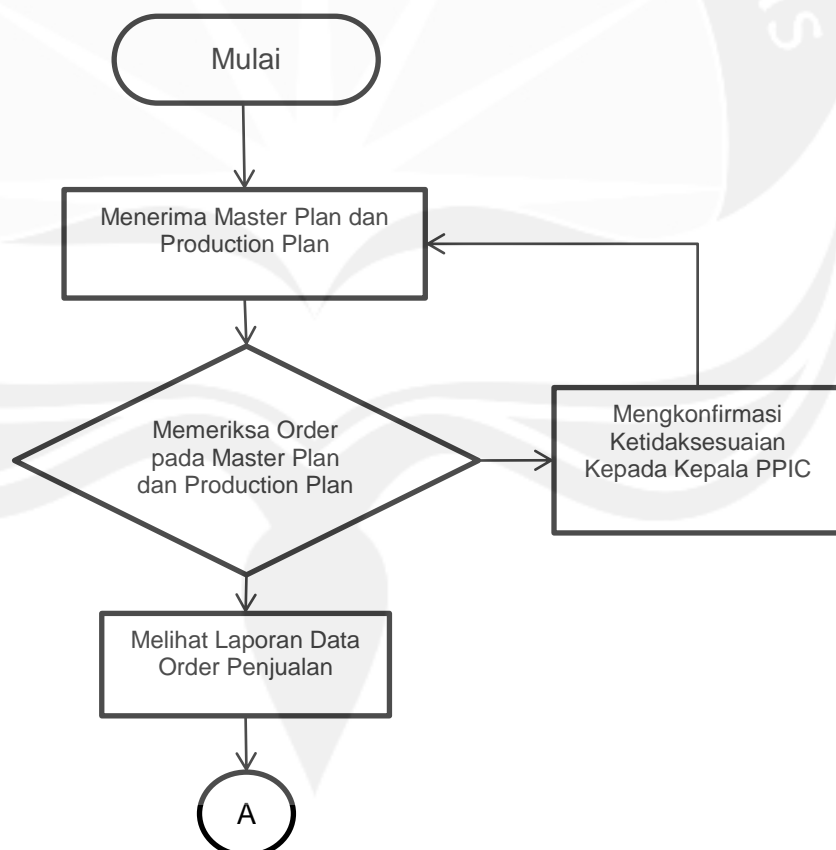 Mulai
Menerima Master Plan dan
Production Plan
Memeriksa Order
pada Master Plan
dan Production Plan
Mengkonfirmasi
Ketidaksesuaian
Kepada Kepala PPIC
Melihat Laporan Data
Order Penjualan
A